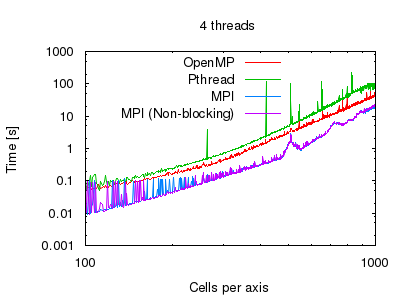 4 threads
1000
100
10
1
0.1
0.01
0.001
Time [s]
OpenMP
Pthread
MPI
MPI (Non-blocking)
100
1000
Cells per axis